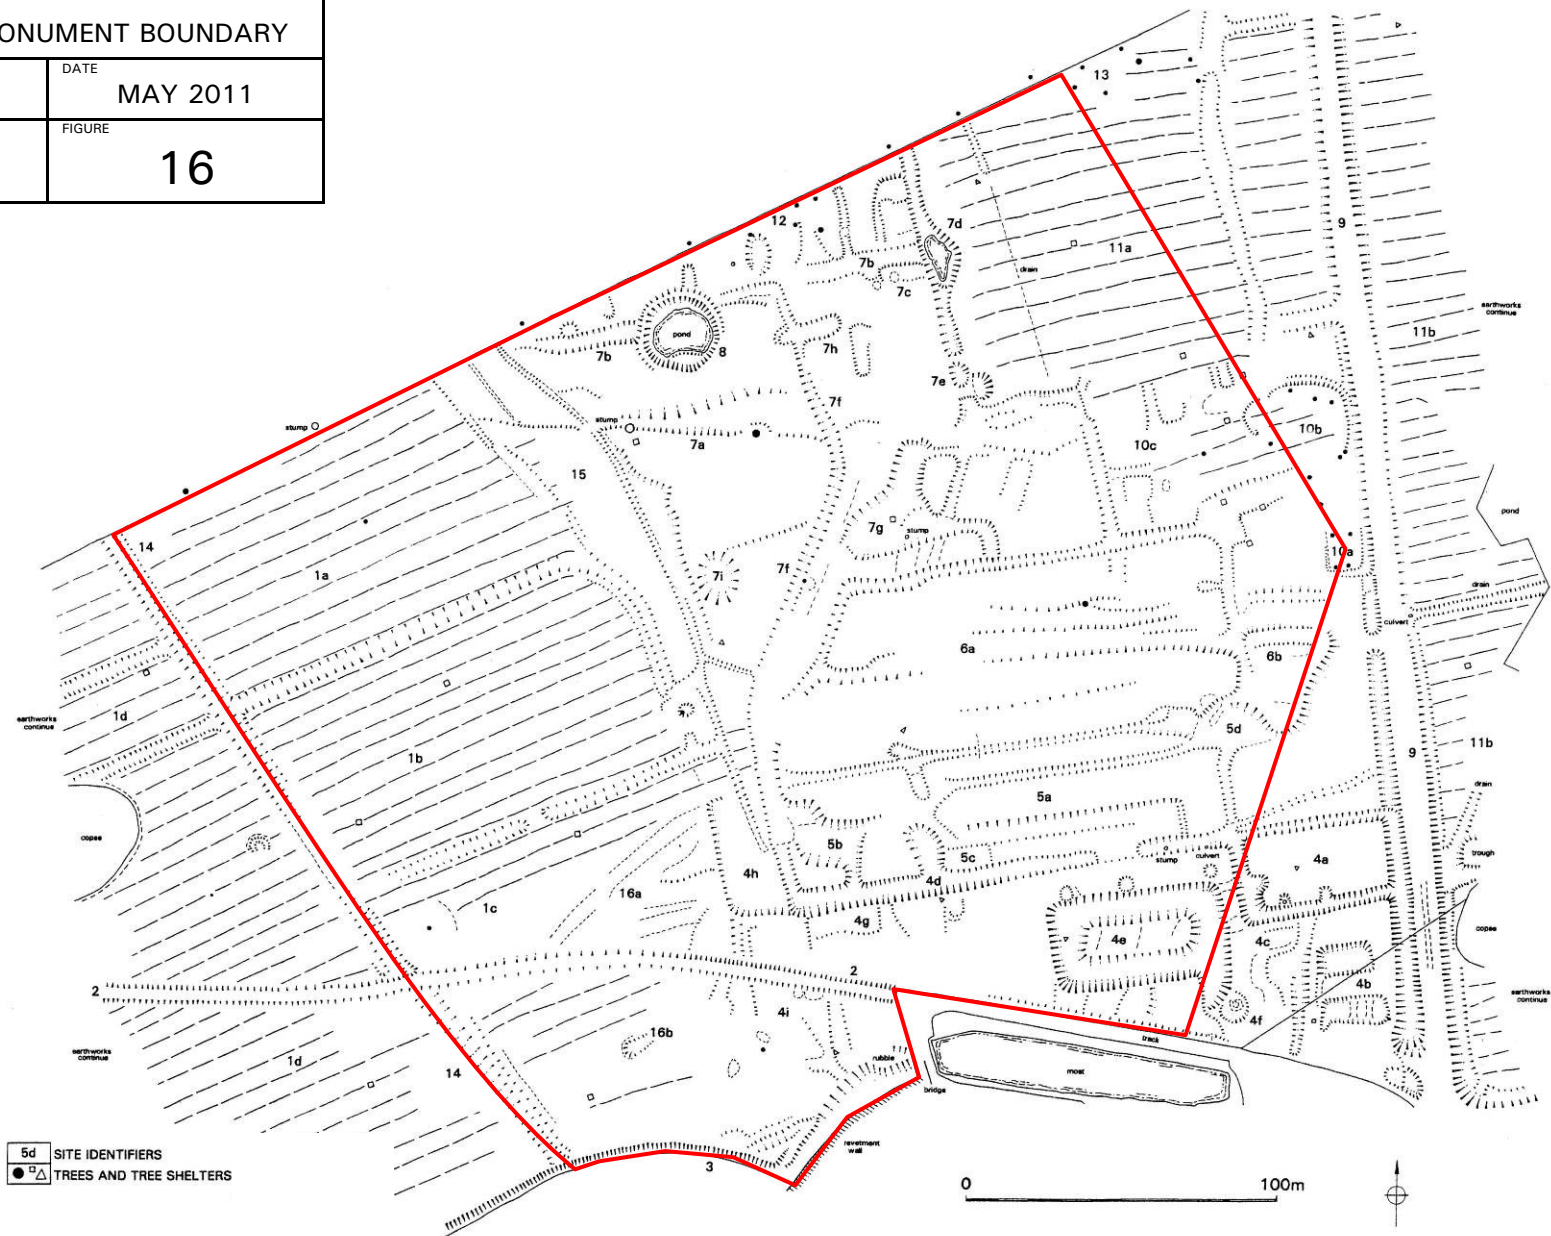 ONUMENT BOUNDARY
DATE
MAY 2011
FIGURE
16
13
12
9
7d
11a
7b
7c
drain
earthworks
continue
11b
pond
8
7b
7h
7e
7f
stump
stump
7a
10b
10c
15
pond
7g
stump
14
10a
1a
7i
7f
drain
culvert
6a
6b
1d
earthworks
continue
5d
1b
9
11b
drain
5a
copse
5b
stump
culvert
4a
trough
5c
4h
4d
16a
1c
4g
4e
4c
copse
2
2
4b
earthworks
continue
4i
4f
16b
track
earthworks
continue
1d
rubble
14
moat
bridge
revetment
wall
3
5d SITE IDENTIFIERS
TREES AND TREE SHELTERS
0 100m